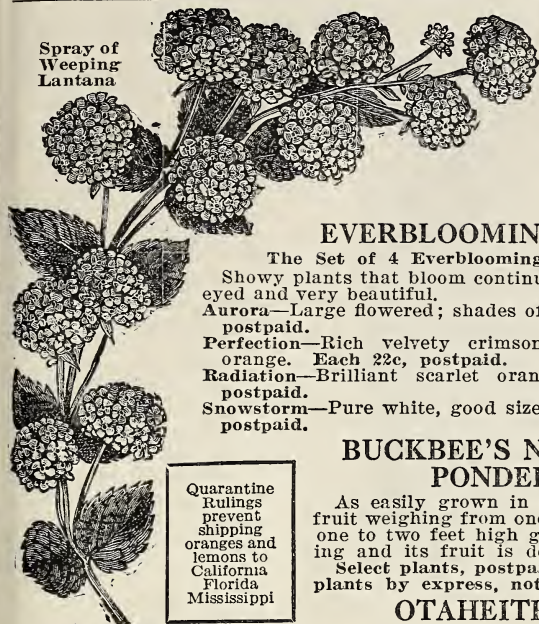 Spray of
Weeping
Lantana
EVERBLOOMIN
The Set of 4 Everblooming
Showy plants that bloom continu
eyed and very beautiful.
Aurora—Large flowered; shades of
postpaid.
Perfection—Rich velvety crimson
orange. Each 22c, postpaid.
Radiation—Brilliant scarlet oran
postpaid.
Snowstorm—Pure white, good size
postpaid.
BUCKBEE'S N
PONDE
As easily grown in
fruit weighing from one
one to two feet high g
ing and its fruit is d
Select plants, postpa
plants by express, not
OTAHEIT
Quarantine
Rulings
prevent
shipping
oranges and
lemons to
California
Florida
Mississippi